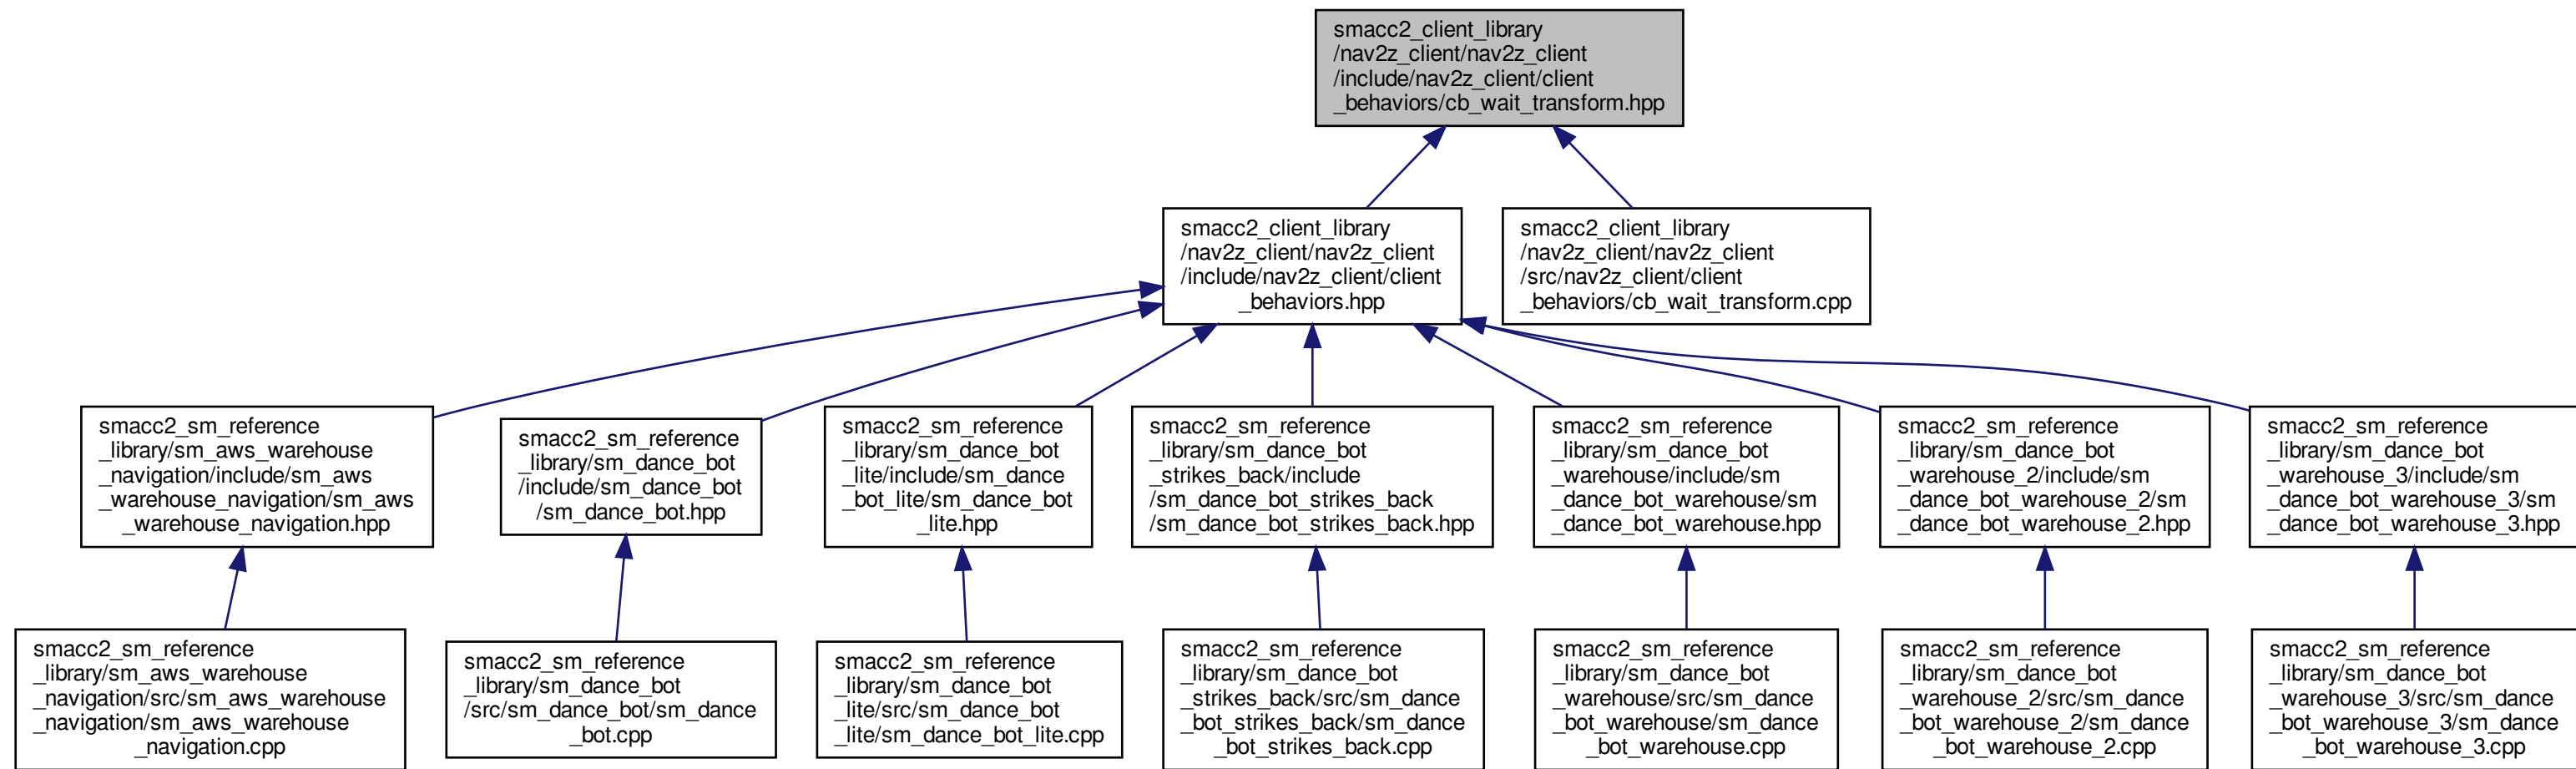 smacc2_client_library
/nav2z_client/nav2z_client
/include/nav2z_client/client
_behaviors/cb_wait_transform.hpp
smacc2_client_library
/nav2z_client/nav2z_client
/include/nav2z_client/client
_behaviors.hpp
smacc2_client_library
/nav2z_client/nav2z_client
/src/nav2z_client/client
_behaviors/cb_wait_transform.cpp
smacc2_sm_reference
_library/sm_aws_warehouse
_navigation/include/sm_aws
_warehouse_navigation/sm_aws
_warehouse_navigation.hpp
smacc2_sm_reference
_library/sm_dance_bot
/include/sm_dance_bot
/sm_dance_bot.hpp
smacc2_sm_reference
_library/sm_dance_bot
_lite/include/sm_dance
_bot_lite/sm_dance_bot
_lite.hpp
smacc2_sm_reference
_library/sm_dance_bot
_strikes_back/include
/sm_dance_bot_strikes_back
/sm_dance_bot_strikes_back.hpp
smacc2_sm_reference
_library/sm_dance_bot
_warehouse/include/sm
_dance_bot_warehouse/sm
_dance_bot_warehouse.hpp
smacc2_sm_reference
_library/sm_dance_bot
_warehouse_2/include/sm
_dance_bot_warehouse_2/sm
_dance_bot_warehouse_2.hpp
smacc2_sm_reference
_library/sm_dance_bot
_warehouse_3/include/sm
_dance_bot_warehouse_3/sm
_dance_bot_warehouse_3.hpp
smacc2_sm_reference
_library/sm_aws_warehouse
_navigation/src/sm_aws_warehouse
_navigation/sm_aws_warehouse
_navigation.cpp
smacc2_sm_reference
_library/sm_dance_bot
/src/sm_dance_bot/sm_dance
_bot.cpp
smacc2_sm_reference
_library/sm_dance_bot
_lite/src/sm_dance_bot
_lite/sm_dance_bot_lite.cpp
smacc2_sm_reference
_library/sm_dance_bot
_strikes_back/src/sm_dance
_bot_strikes_back/sm_dance
_bot_strikes_back.cpp
smacc2_sm_reference
_library/sm_dance_bot
_warehouse/src/sm_dance
_bot_warehouse/sm_dance
_bot_warehouse.cpp
smacc2_sm_reference
_library/sm_dance_bot
_warehouse_2/src/sm_dance
_bot_warehouse_2/sm_dance
_bot_warehouse_2.cpp
smacc2_sm_reference
_library/sm_dance_bot
_warehouse_3/src/sm_dance
_bot_warehouse_3/sm_dance
_bot_warehouse_3.cpp